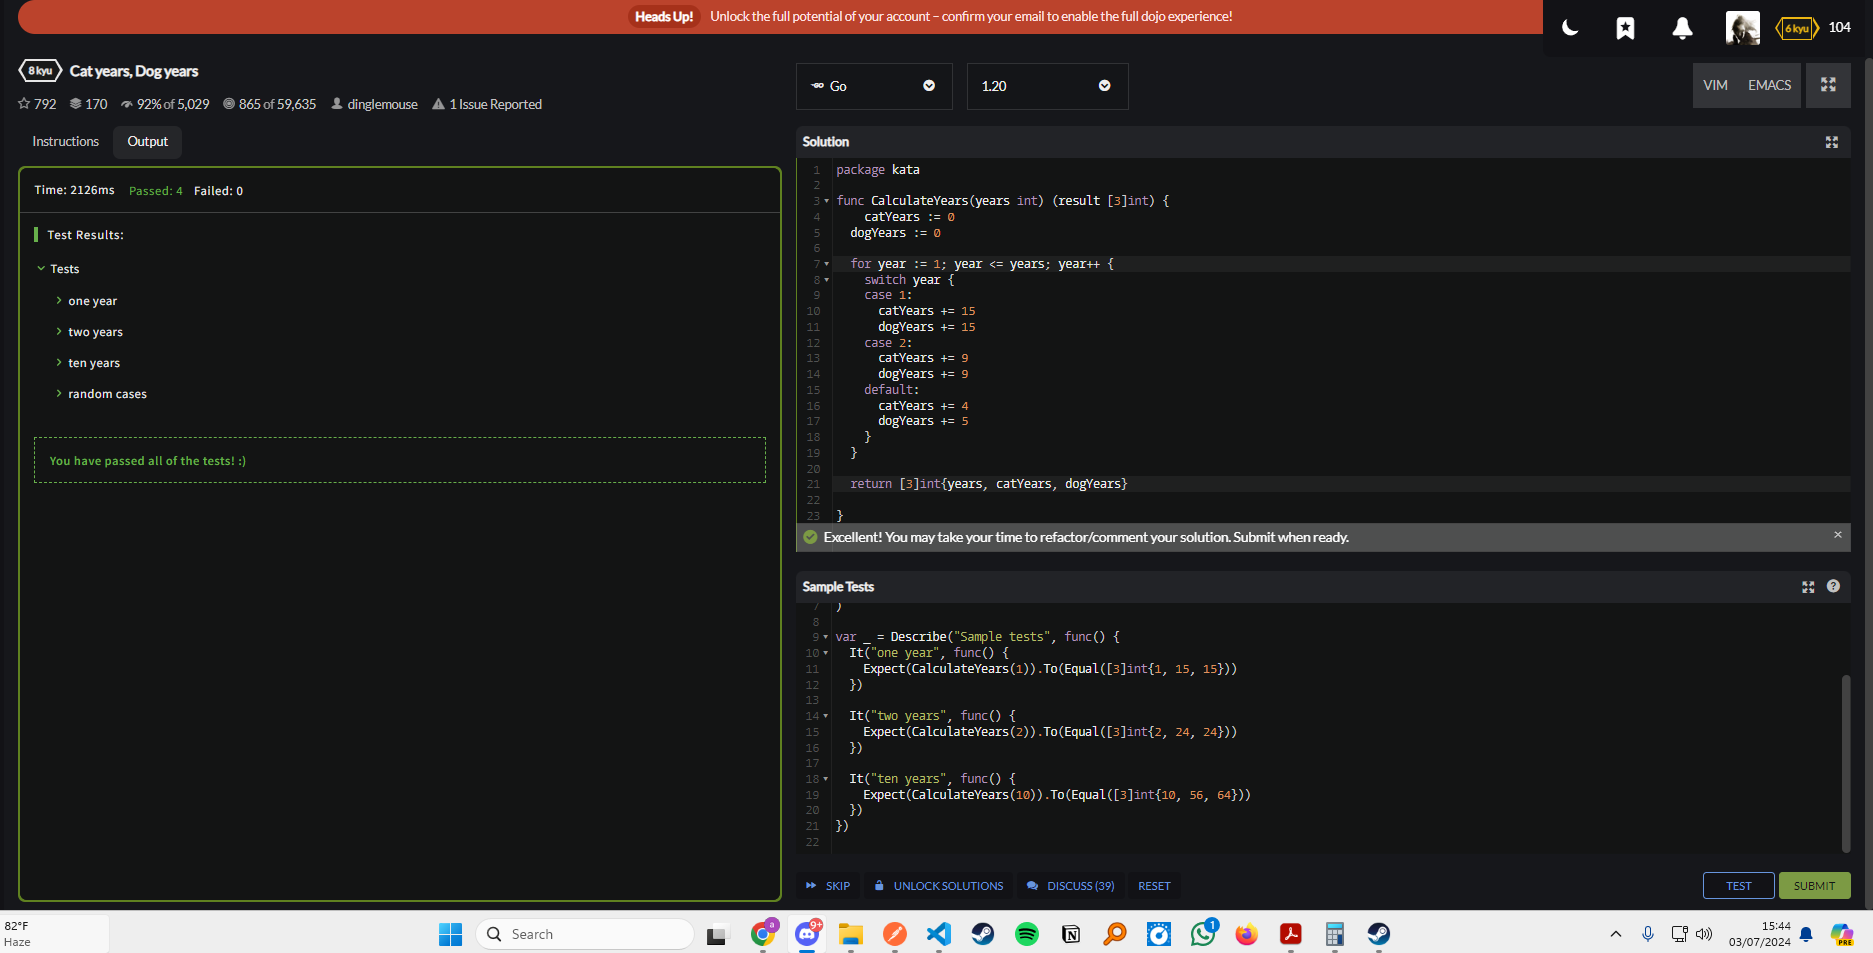 Heads Up! Unlock the full potential of your account – confirm your email to enable the full dojo experience!
6 kyu 104
8 kyu Cat years, Dog years
792 170 92% of 5,029 865 of 59,635 dinglemouse 1 Issue Reported
Instructions Output
Time: 2126ms Passed: 4 Failed: 0
Test Results:
Tests
one year
two years
ten years
random cases
You have passed all of the tests! :)
Go 1.20
VIM EMACS
Solution
1 package kata
2
3 func CalculateYears(years int) (result [3]int) {
4 catYears := 0
5 dogYears := 0
6
7 for year := 1; year <= years; year++ {
8 switch year {
9 case 1:
10 catYears += 15
11 dogYears += 15
12 case 2:
13 catYears += 9
14 dogYears += 9
15 default:
16 catYears += 4
17 dogYears += 5
18 }
19 }
20
21 return [3]int{years, catYears, dogYears}
22
23 }
Excellent! You may take your time to refactor/comment your solution. Submit when ready. ×
Sample Tests ?
7 )
8
9 var _ = Describe("Sample tests", func() {
10 It("one year", func() {
11 Expect(CalculateYears(1)).To(Equal([3]int{1, 15, 15}))
12 })
13
14 It("two years", func() {
15 Expect(CalculateYears(2)).To(Equal([3]int{2, 24, 24}))
16 })
17
18 It("ten years", func() {
19 Expect(CalculateYears(10)).To(Equal([3]int{10, 56, 64}))
20 })
21 })
22
SKIP UNLOCK SOLUTIONS DISCUSS (39) RESET TEST SUBMIT
82°F
Haze
Search
a
9+
1
15:44
03/07/2024
PRE